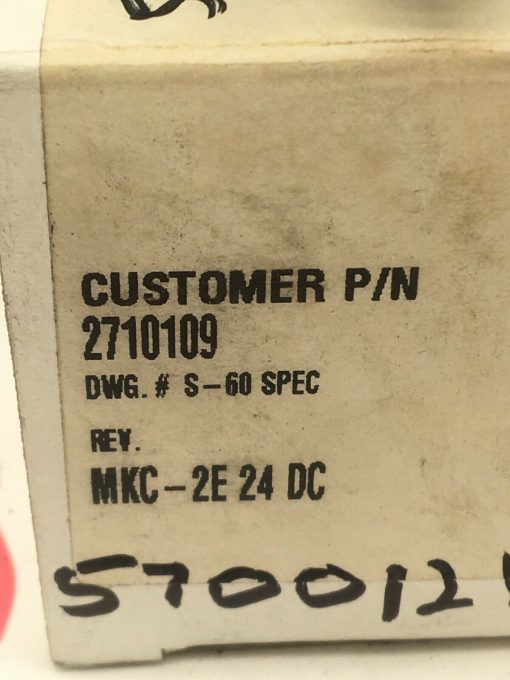 CUSTOMER P/N
2710109
DWG. # S-60 SPEC
REV.
MKC-2E 24 DC
570012